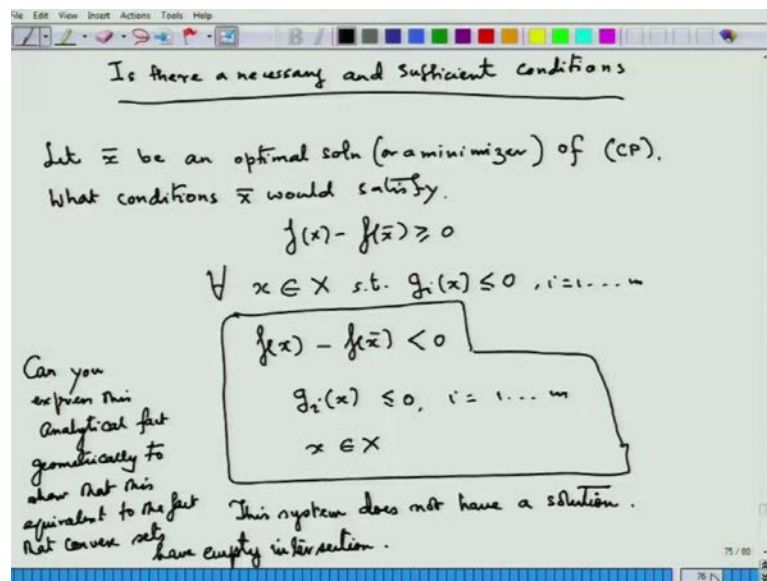 File Edit View Insert Actions Tools Help
Is there a necessary and sufficient conditions
Let x̄ be an optimal soln (or a minimizer) of (CP).
What conditions x̄ would satisfy.
f(x) - f(x̄) ≥ 0
∀ x ∈ X s.t. gi(x) ≤ 0, i=1....m
f(x) - f(x̄) < 0
gi(x) ≤ 0, i = 1...m
x ∈ X
Can you
express this
Analytical fact
geometrically to
show that this
equivalent to the fact
that convex sets
have empty intersection.
This system does not have a solution.
75 / 80
76